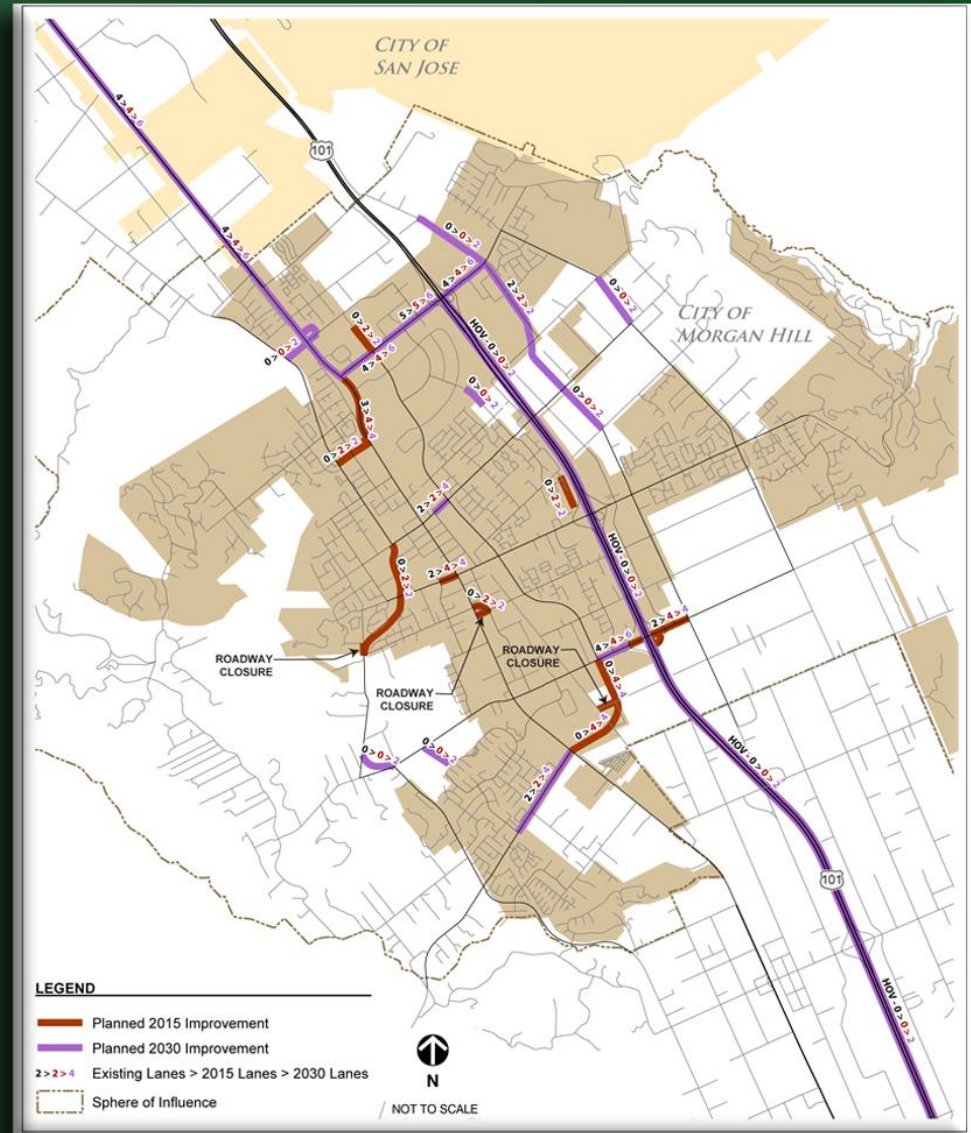 CITY OF
SAN JOSE
101
4>4>6
4>4>6
0>0>2
4>4>6
5>5>6
2>2>2
0>0>2
CITY OF
MORGAN HILL
0>2>2
4>4>6
0>0>2
HOV - 0>0>2
3>4>4
0>0>2
0>0>2
0>2>2>4
2>2>4
0>2>2
0>2>2
2>4>4
0>2>2
HOV - 0>0>2
2>4>4
4>4>6
ROADWAY
CLOSURE
ROADWAY
CLOSURE
ROADWAY
CLOSURE
0>4>4
0>4>4
0>0>2
0>0>2
2>2>4
HOV - 0>0>2
101
HOV - 0>0>2
LEGEND
Planned 2015 Improvement
Planned 2030 Improvement
2>2>4 Existing Lanes > 2015 Lanes > 2030 Lanes
Sphere of Influence
N
NOT TO SCALE